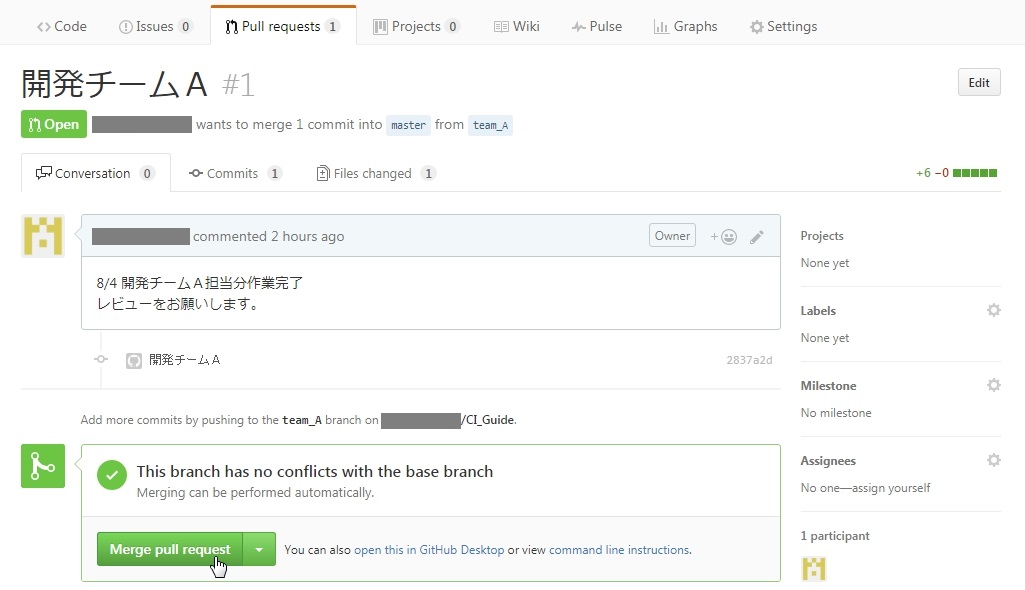 Code Issues 0 Pull requests 1 Projects 0 Wiki Pulse Graphs Settings
開発チームＡ #1
Edit
Open wants to merge 1 commit into master from team_A
Conversation 0 Commits 1 Files changed 1 +6 −0
commented 2 hours ago Owner +
8/4 開発チームＡ担当分作業完了
レビューをお願いします。
開発チームＡ 2837a2d
Add more commits by pushing to the team_A branch on /CI_Guide.
This branch has no conflicts with the base branch
Merging can be performed automatically.
Merge pull request You can also open this in GitHub Desktop or view command line instructions.
Projects
None yet
Labels
None yet
Milestone
No milestone
Assignees
No one—assign yourself
1 participant